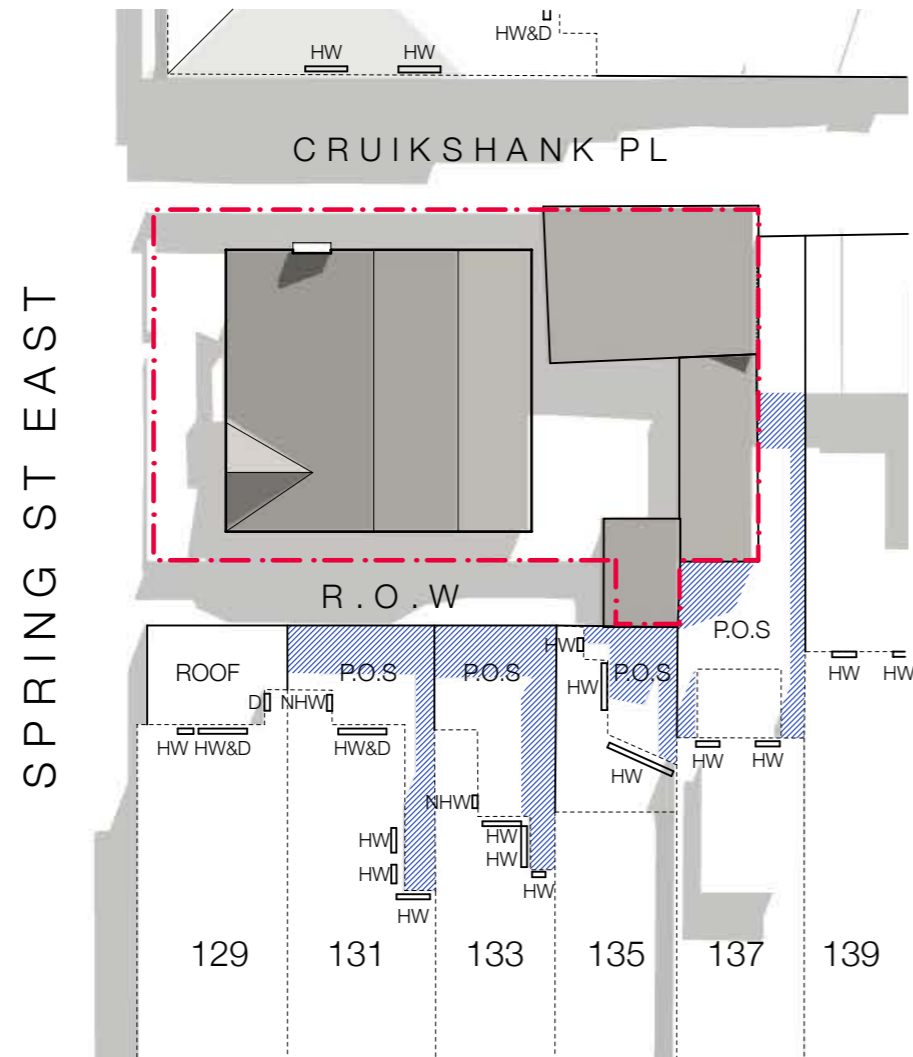 HW&D
HW HW
CRUIKSHANK PL
SPRING ST EAST
R.O.W
ROOF P.O.S P.O.S HW P.O.S P.O.S
HW HW HW
D NHW HW
HW HW&D HW&D HW HW HW
NHW
HW HW
HW
HW HW
HW
129 131 133 135 137 139